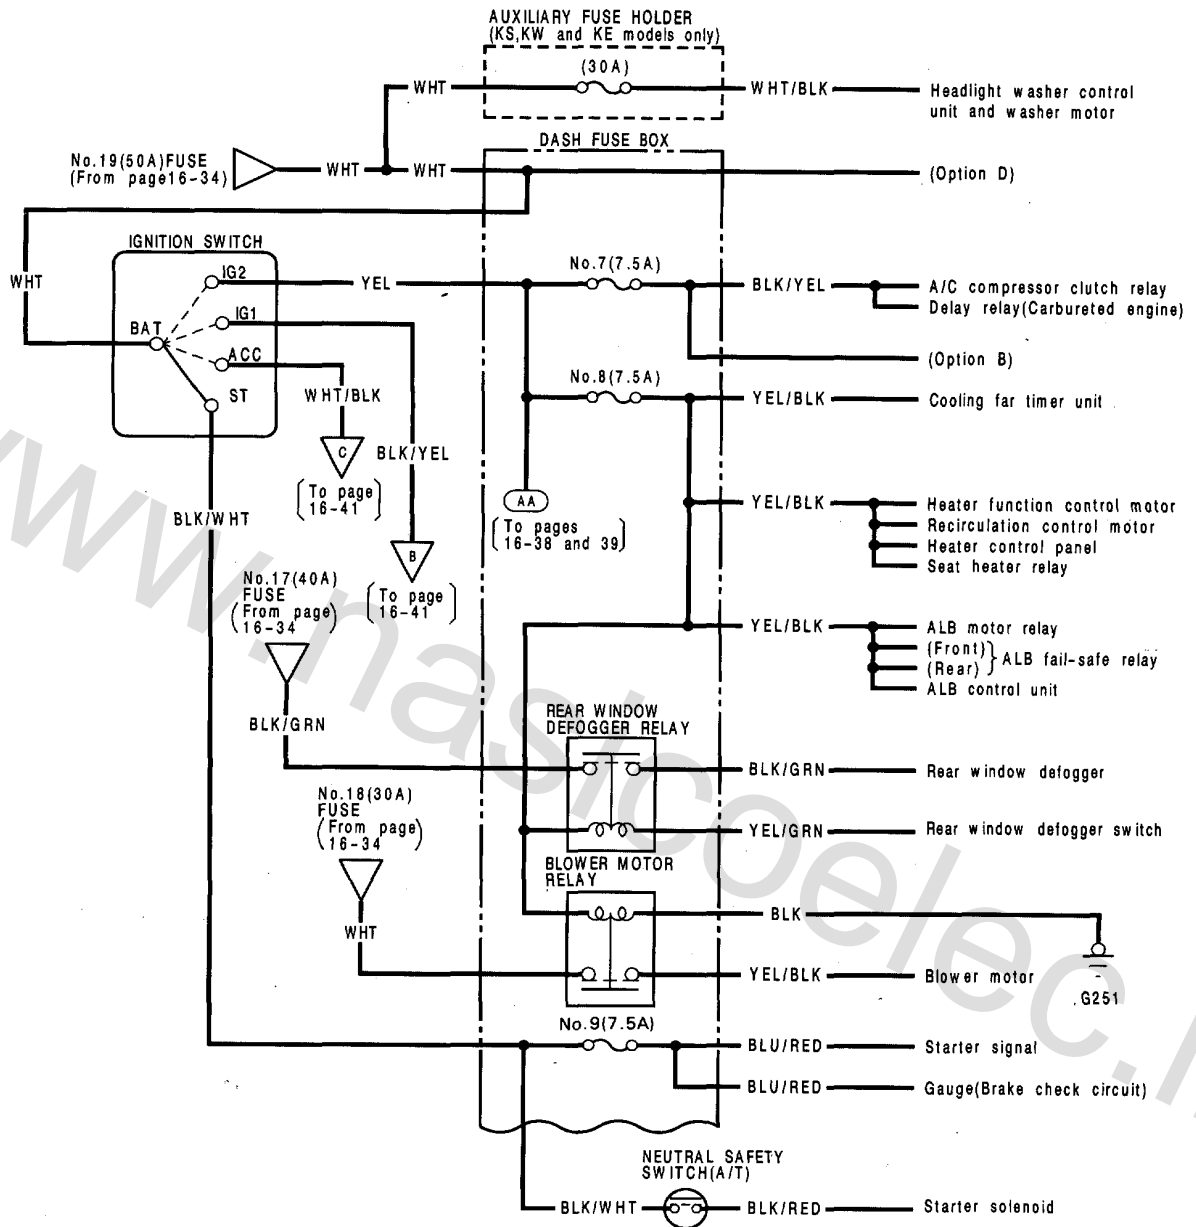 AUXILIARY FUSE HOLDER
(KS,KW and KE models only)
(30A)
WHT
WHT/BLK
Headlight washer control
unit and washer motor
DASH FUSE BOX
No.19(50A)FUSE
(From page16-34)
WHT
WHT
(Option D)
IGNITION SWITCH
WHT
IG2
YEL
No.7(7.5A)
BLK/YEL
A/C compressor clutch relay
Delay relay(Carbureted engine)
IG1
BAT
ACC
(Option B)
ST
WHT/BLK
No.8(7.5A)
YEL/BLK
Cooling far timer unit
C
BLK/YEL
(To page
16-41)
AA
(To pages
16-38 and 39)
YEL/BLK
Heater function control motor
Recirculation control motor
Heater control panel
Seat heater relay
BLK/WHT
B
(To page
16-41)
No.17(40A)
FUSE
(From page)
16-34
YEL/BLK
ALB motor relay
(Front)
(Rear)
ALB fail-safe relay
ALB control unit
BLK/GRN
REAR WINDOW
DEFOGGER RELAY
BLK/GRN
Rear window defogger
No.18(30A)
FUSE
(From page)
16-34
YEL/GRN
Rear window defogger switch
BLOWER MOTOR
RELAY
BLK
WHT
YEL/BLK
Blower motor
G251
No.9(7.5A)
BLU/RED
Starter signal
BLU/RED
Gauge(Brake check circuit)
NEUTRAL SAFETY
SWITCH(A/T)
BLK/WHT
BLK/RED
Starter solenoid